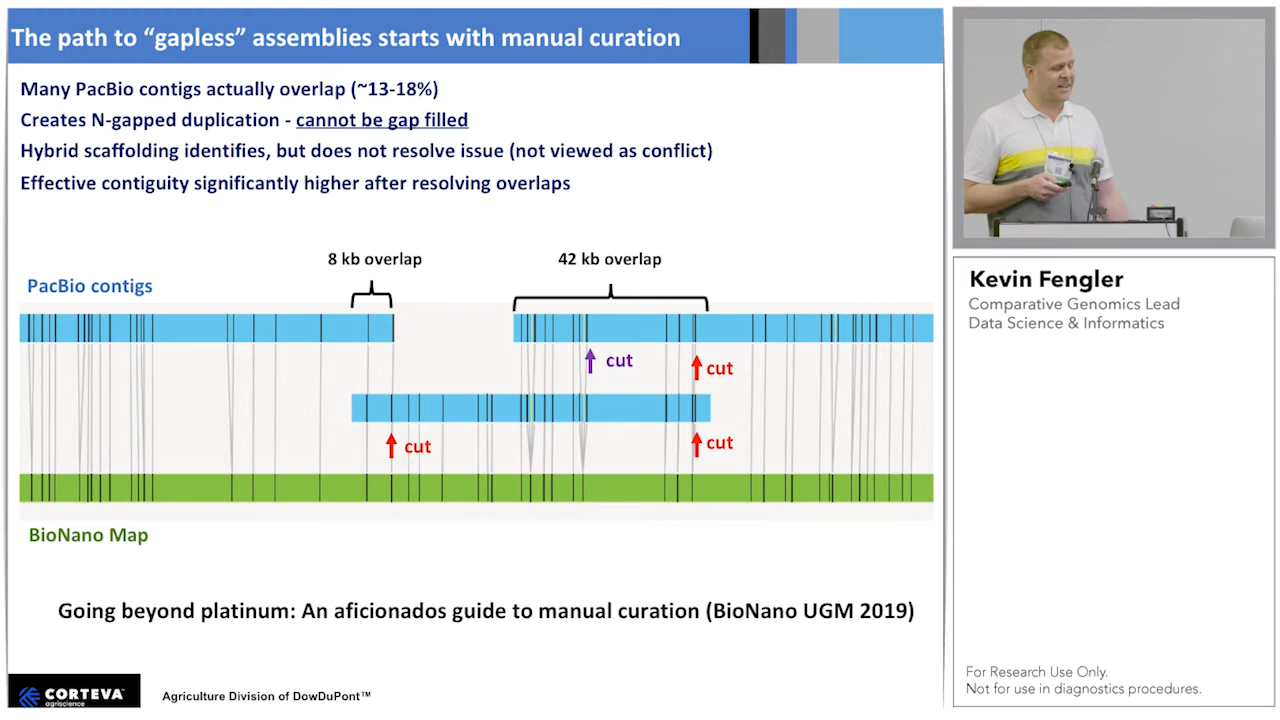 The path to “gapless” assemblies starts with manual curation
Many PacBio contigs actually overlap (~13-18%)
Creates N-gapped duplication - cannot be gap filled
Hybrid scaffolding identifies, but does not resolve issue (not viewed as conflict)
Effective contiguity significantly higher after resolving overlaps
8 kb overlap
42 kb overlap
PacBio contigs
cut
cut
cut
cut
BioNano Map
Going beyond platinum: An aficionados guide to manual curation (BioNano UGM 2019)
CORTEVA™
agriscience
Agriculture Division of DowDuPont™
Kevin Fengler
Comparative Genomics Lead
Data Science & Informatics
For Research Use Only.
Not for use in diagnostics procedures.